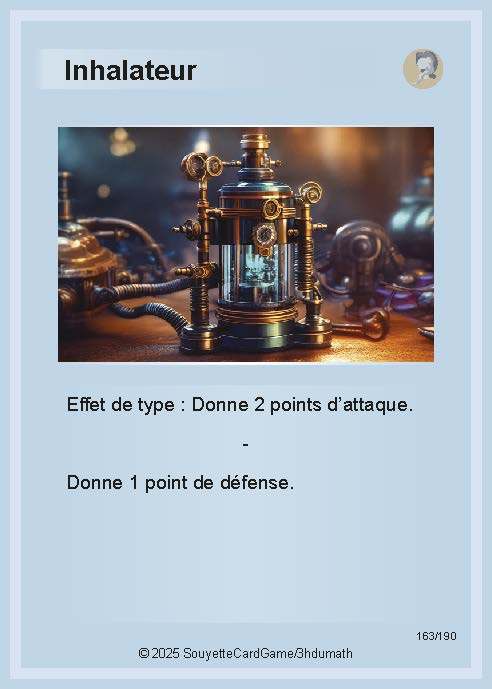 Inhalateur
Effet de type : Donne 2 points d’attaque.
-
Donne 1 point de défense.
163/190
© 2025 SouyetteCardGame/3hdumath